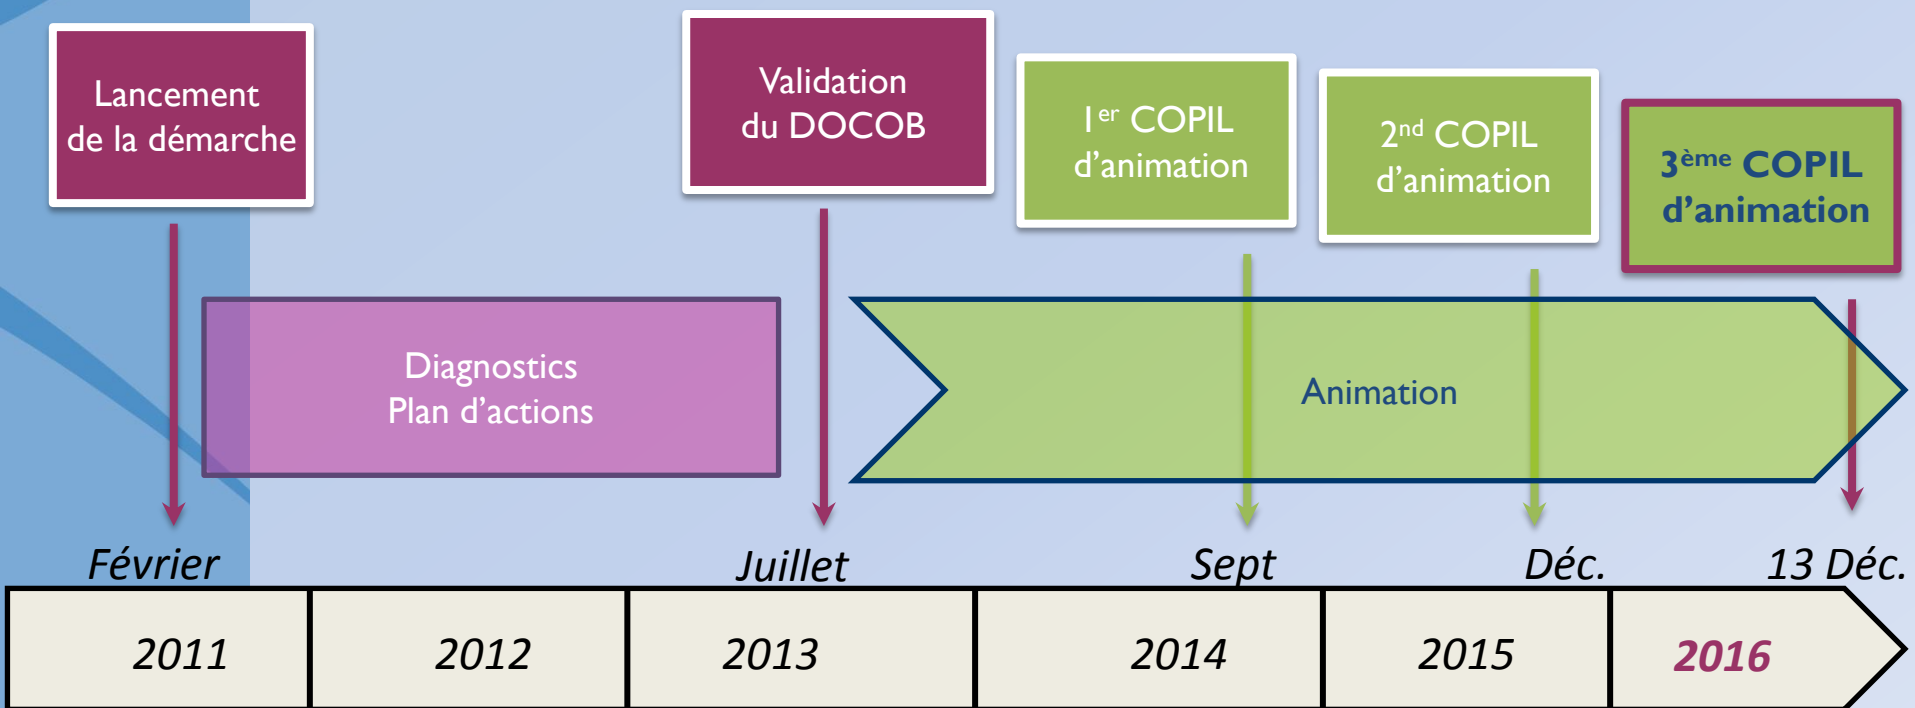 Lancement
de la démarche
Validation
du DOCOB
1er COPIL
d’animation
2nd COPIL
d’animation
3ème COPIL
d’animation
Diagnostics
Plan d’actions
Animation
Février
Juillet
Sept
Déc.
13 Déc.
2011
2012
2013
2014
2015
2016